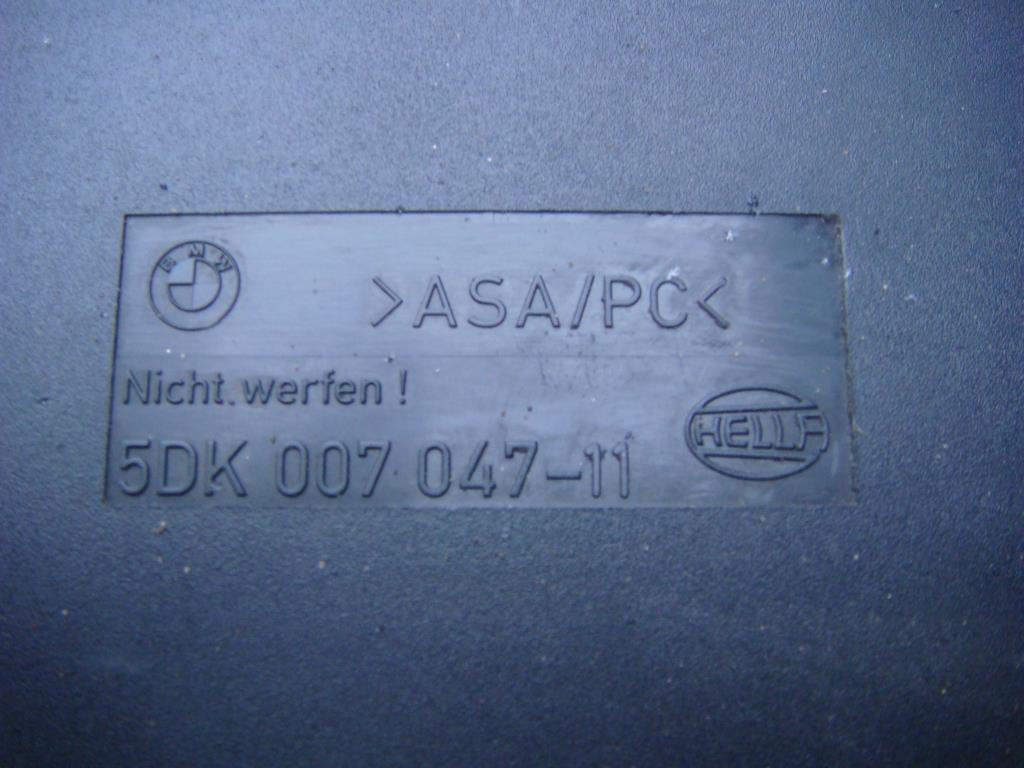 BMW
>ASA/PC<
Nicht werfen !
5DK 007 047-11
HELLA